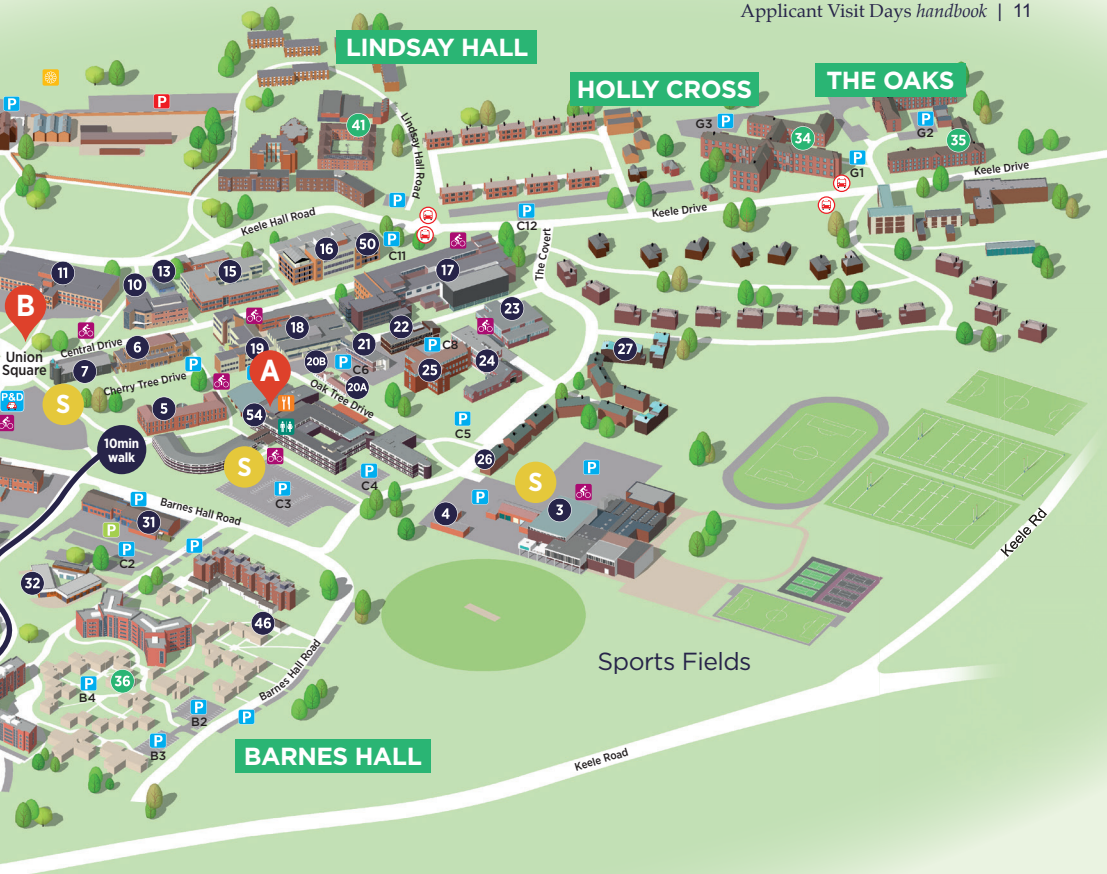 Applicant Visit Days handbook | 11
LINDSAY HALL
HOLLY CROSS
THE OAKS
P
P
41
Lindsay Hall Road
G3
P
34
P
G2
35
P
G1
Keele Drive
P
Keele Hall Road
P
C12
Keele Drive
16
50
P
C11
17
The Covert
11
10
13
15
B
Union
Square
Central Drive
6
7
Cherry Tree Drive
P
18
19
20B
P
C6
21
22
P
C8
23
24
25
20A
Oak Tree Drive
27
A
P&D
S
5
54
P
C5
10min
walk
S
P
C3
P
C4
26
S
P
P
4
3
Barnes Hall Road
P
31
P
P
C2
P
32
46
Keele Rd
Barnes Hall Road
P
B4
36
P
B2
P
P
B3
Sports Fields
BARNES HALL
Keele Road